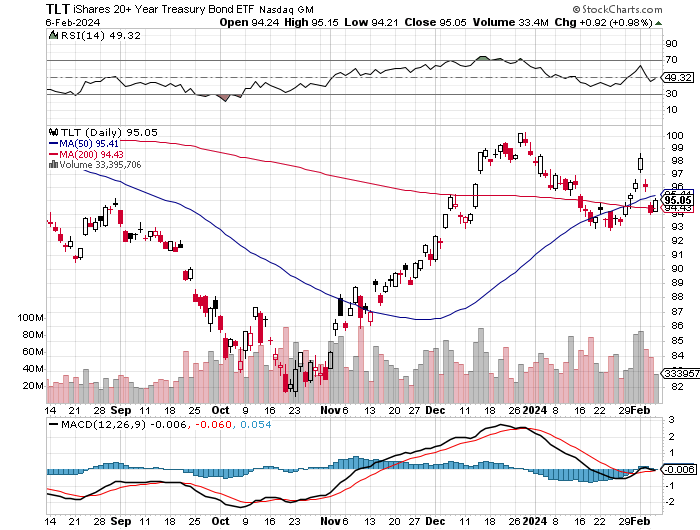 TLT iShares 20+ Year Treasury Bond ETF Nasdaq GM © StockCharts.com
6-Feb-2024 Open 94.24 High 95.15 Low 94.21 Close 95.05 Volume 33.4M Chg +0.92 (+0.98%)
RSI(14) 49.32
90
70
49.32
30
10
TLT (Daily) 95.05
MA(50) 95.41
MA(200) 94.43
Volume 33,395,706
100
99
98
97
96
95.05
94.43
94
93
92
91
90
89
88
87
86
85
84
83
82
100M
80M
60M
40M
20M
33395706
14 21 28 Sep 11 18 25 Oct 9 16 23 Nov 6 13 20 27 Dec 11 18 26 2024 8 16 22 29 Feb
MACD(12,26,9) -0.006, -0.060, 0.054
3
2
1
-0.006
-1
-2
14 21 28 Sep 11 18 25 Oct 9 16 23 Nov 6 13 20 27 Dec 11 18 26 2024 8 16 22 29 Feb